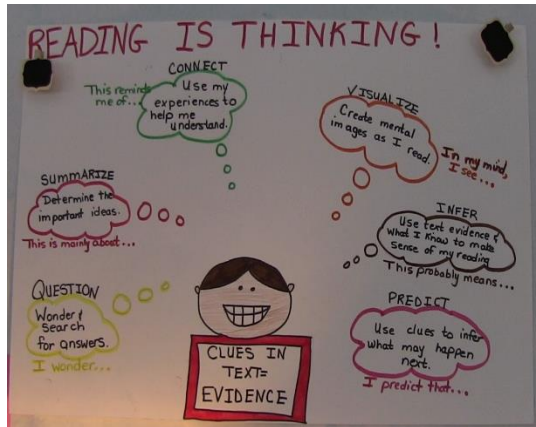 READING IS THINKING!
CONNECT
This reminds
me of...
Use my
experiences to
help me
understand.
VISUALIZE
Create mental
images as I
read.
In my mind,
I see...
SUMMARIZE
Determine the
important ideas.
This is mainly about...
INFER
Use text evidence &
what I know to make
sense of my reading
This probably means...
QUESTION
Wonder &
Search
for answers.
I wonder...
PREDICT
Use clues to infer
what may happen
next.
I predict that...
CLUES IN
TEXT=
EVIDENCE